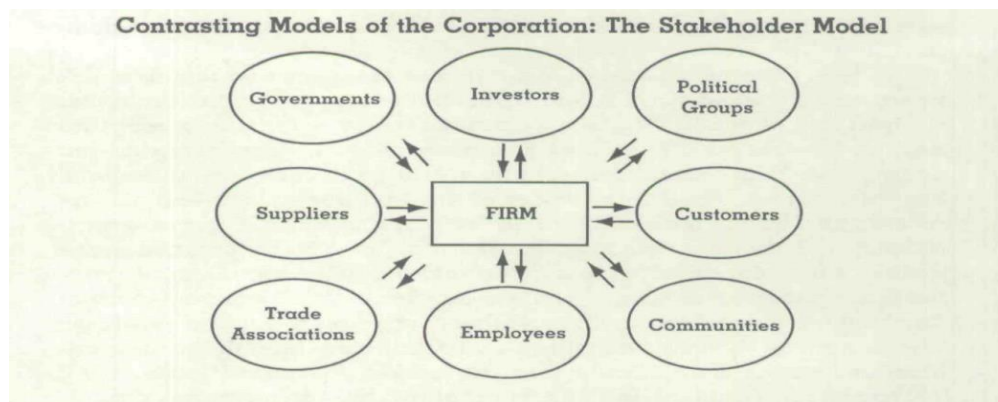 Contrasting Models of the Corporation: The Stakeholder Model
Governments
Investors
Political
Groups
Suppliers
FIRM
Customers
Trade
Associations
Employees
Communities